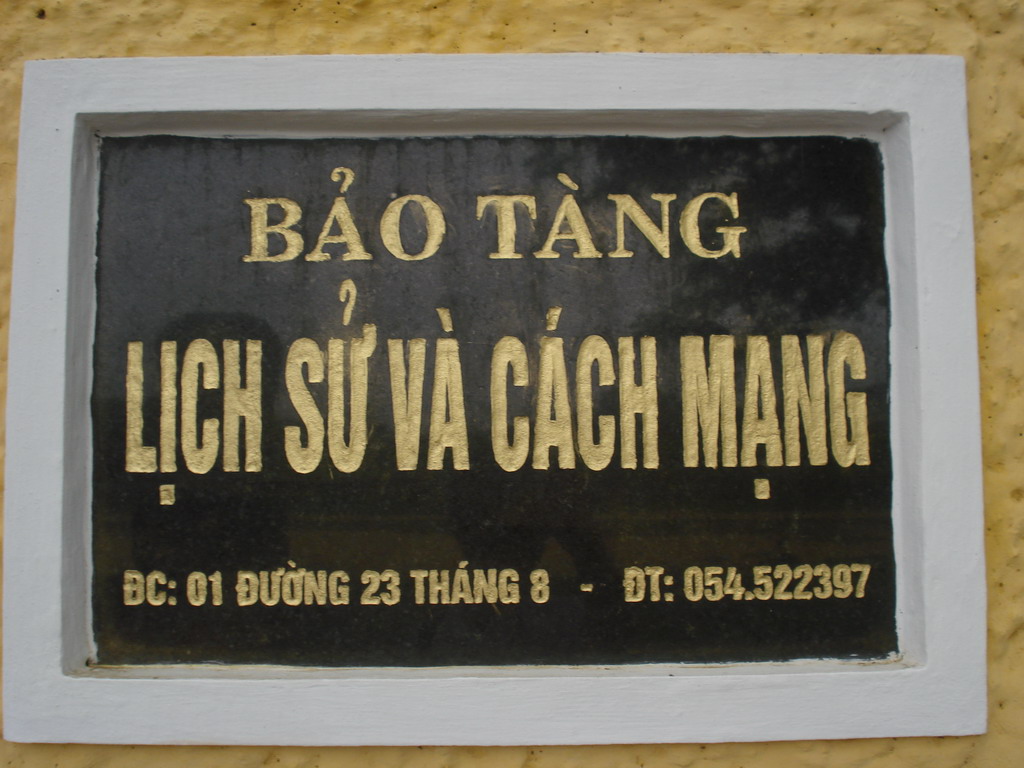 BẢO TÀNG
LỊCH SỬ VÀ CÁCH MẠNG
ĐC: 01 ĐƯỜNG 23 THÁNG 8 - ĐT: 054.522397